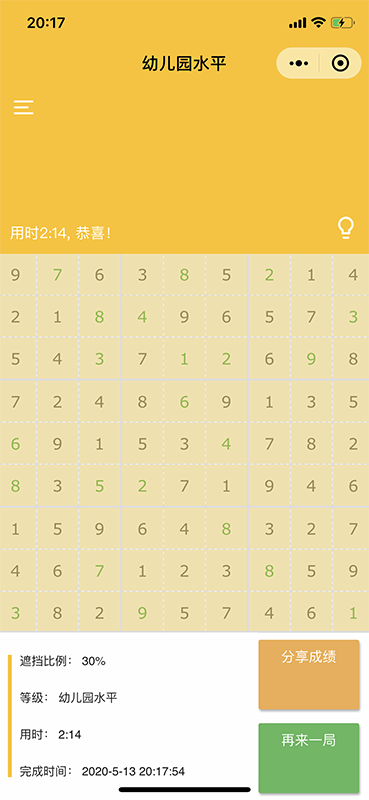 20:17
幼儿园水平
用时2:14, 恭喜!
9 7 6 3 8 5 2 1 4
2 1 8 4 9 6 5 7 3
5 4 3 7 1 2 6 9 8
7 2 4 8 6 9 1 3 5
6 9 1 5 3 4 7 8 2
8 3 5 2 7 1 9 4 6
1 5 9 6 4 8 3 2 7
4 6 7 1 2 3 8 5 9
3 8 2 9 5 7 4 6 1
遮挡比例: 30%
等级: 幼儿园水平
用时: 2:14
完成时间: 2020-5-13 20:17:54
分享成绩
再来一局